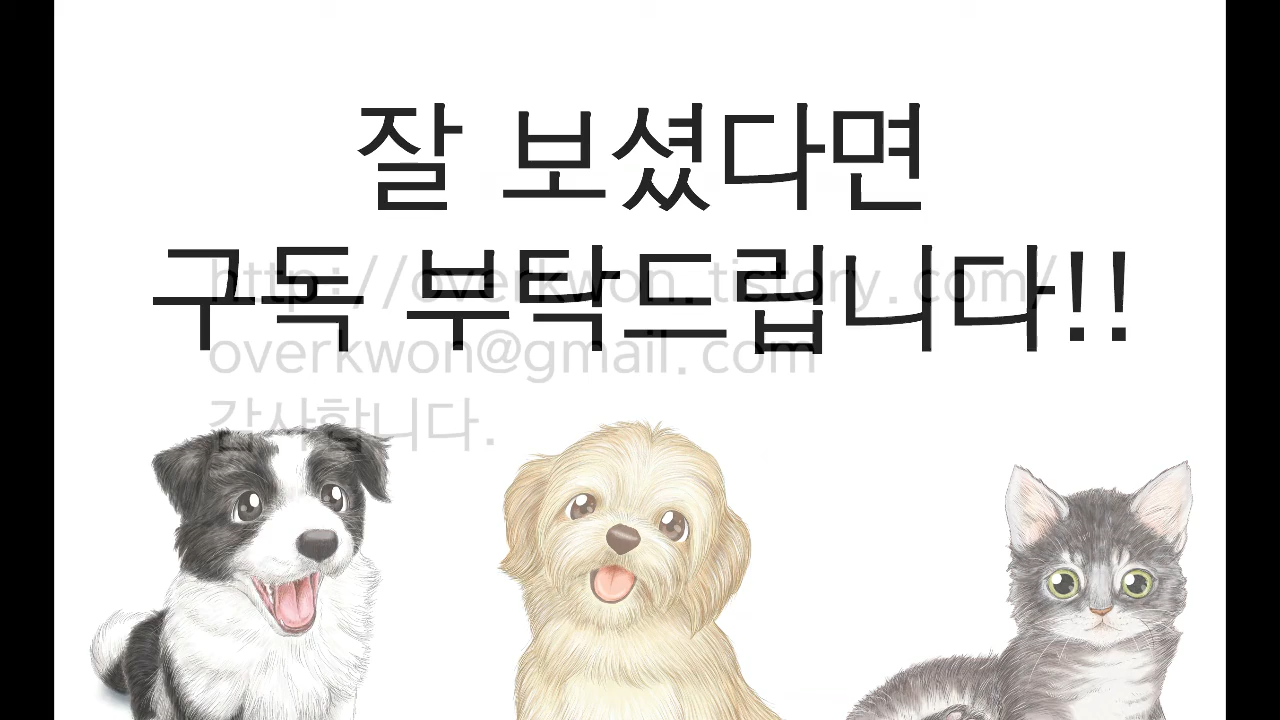 잘 보셨다면
구독 부탁드립니다!!
http://overkwon.tistory.com/
overkwon@gmail.com
감사합니다.